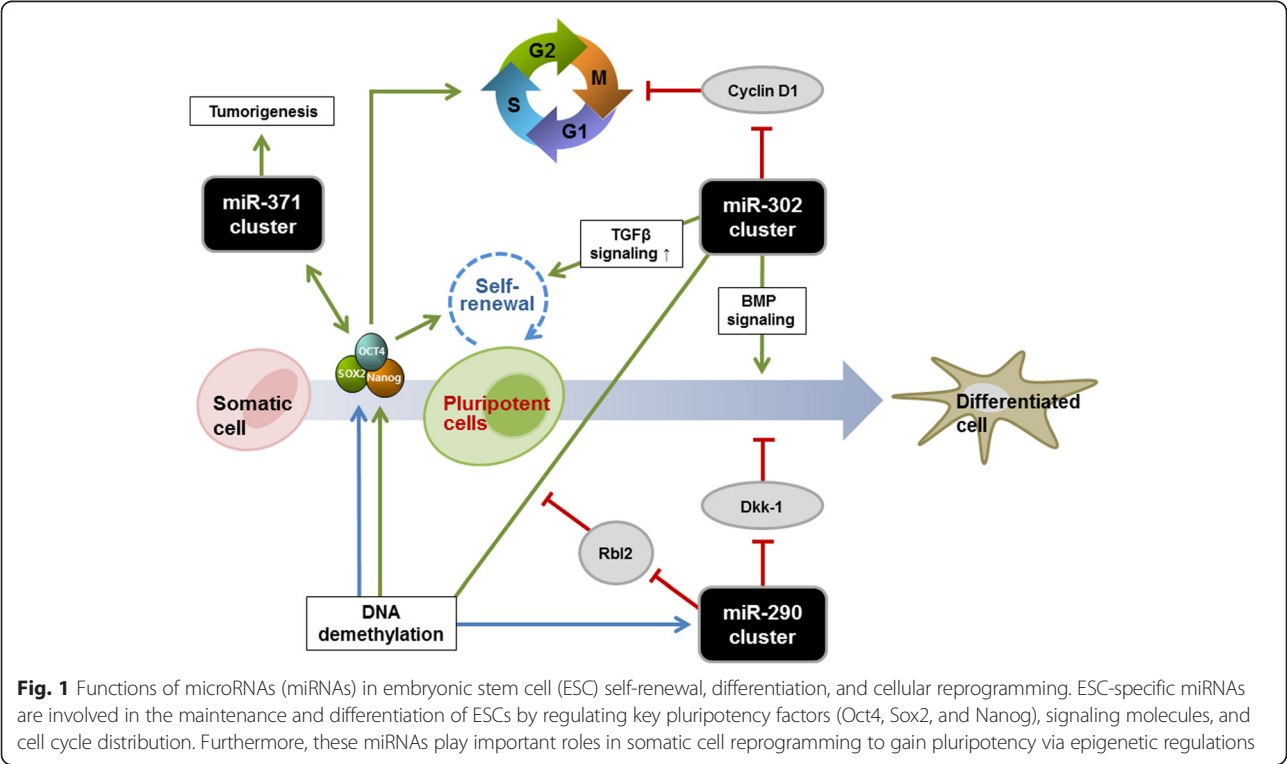 G2
M
S
G1
Cyclin D1
Tumorigenesis
miR-371
cluster
miR-302
cluster
TGFβ
signaling ↑
Self-
renewal
BMP
signaling
OCT4
SOX2
Nanog
Somatic
cell
Pluripotent
cells
Differentiated
cell
Dkk-1
Rbl2
DNA
demethylation
miR-290
cluster
Fig. 1 Functions of microRNAs (miRNAs) in embryonic stem cell (ESC) self-renewal, differentiation, and cellular reprogramming. ESC-specific miRNAs
are involved in the maintenance and differentiation of ESCs by regulating key pluripotency factors (Oct4, Sox2, and Nanog), signaling molecules, and
cell cycle distribution. Furthermore, these miRNAs play important roles in somatic cell reprogramming to gain pluripotency via epigenetic regulations